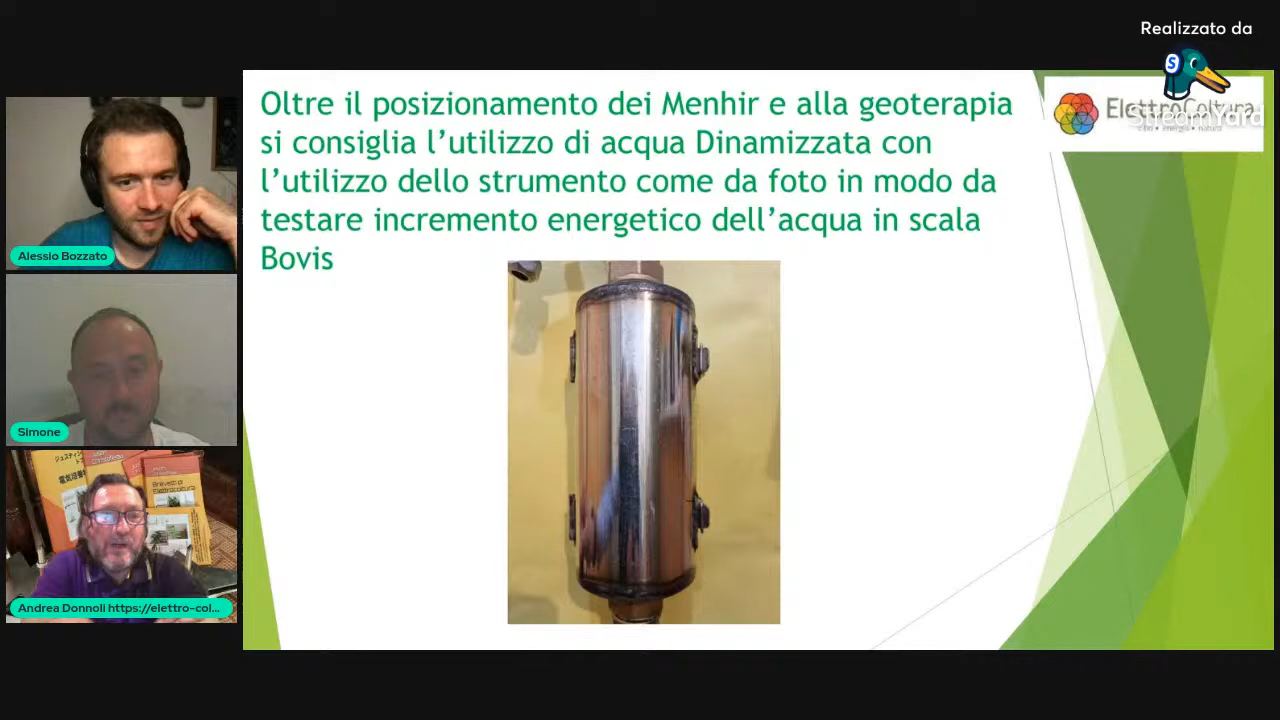 Realizzato da
StreamYard
ElettroColtura
Oltre il posizionamento dei Menhir e alla geoterapia
si consiglia l’utilizzo di acqua Dinamizzata con
l’utilizzo dello strumento come da foto in modo da
testare incremento energetico dell’acqua in scala
Bovis
Alessio Bozzato
Simone
Brevetti di
Elettrocoltura
Andrea Donnoli https://elettro-col...